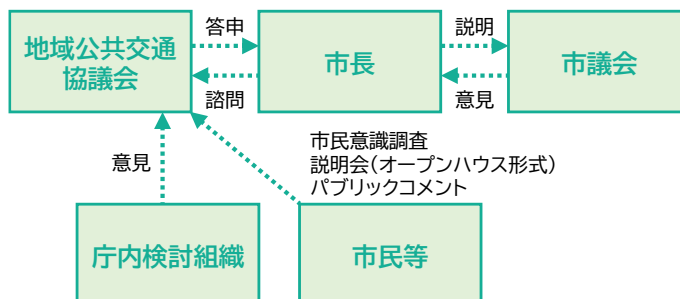 地域公共交通
協議会
答申
諮問
市長
説明
意見
市議会
意見
市民意識調査
説明会(オープンハウス形式)
パブリックコメント
庁内検討組織
市民等